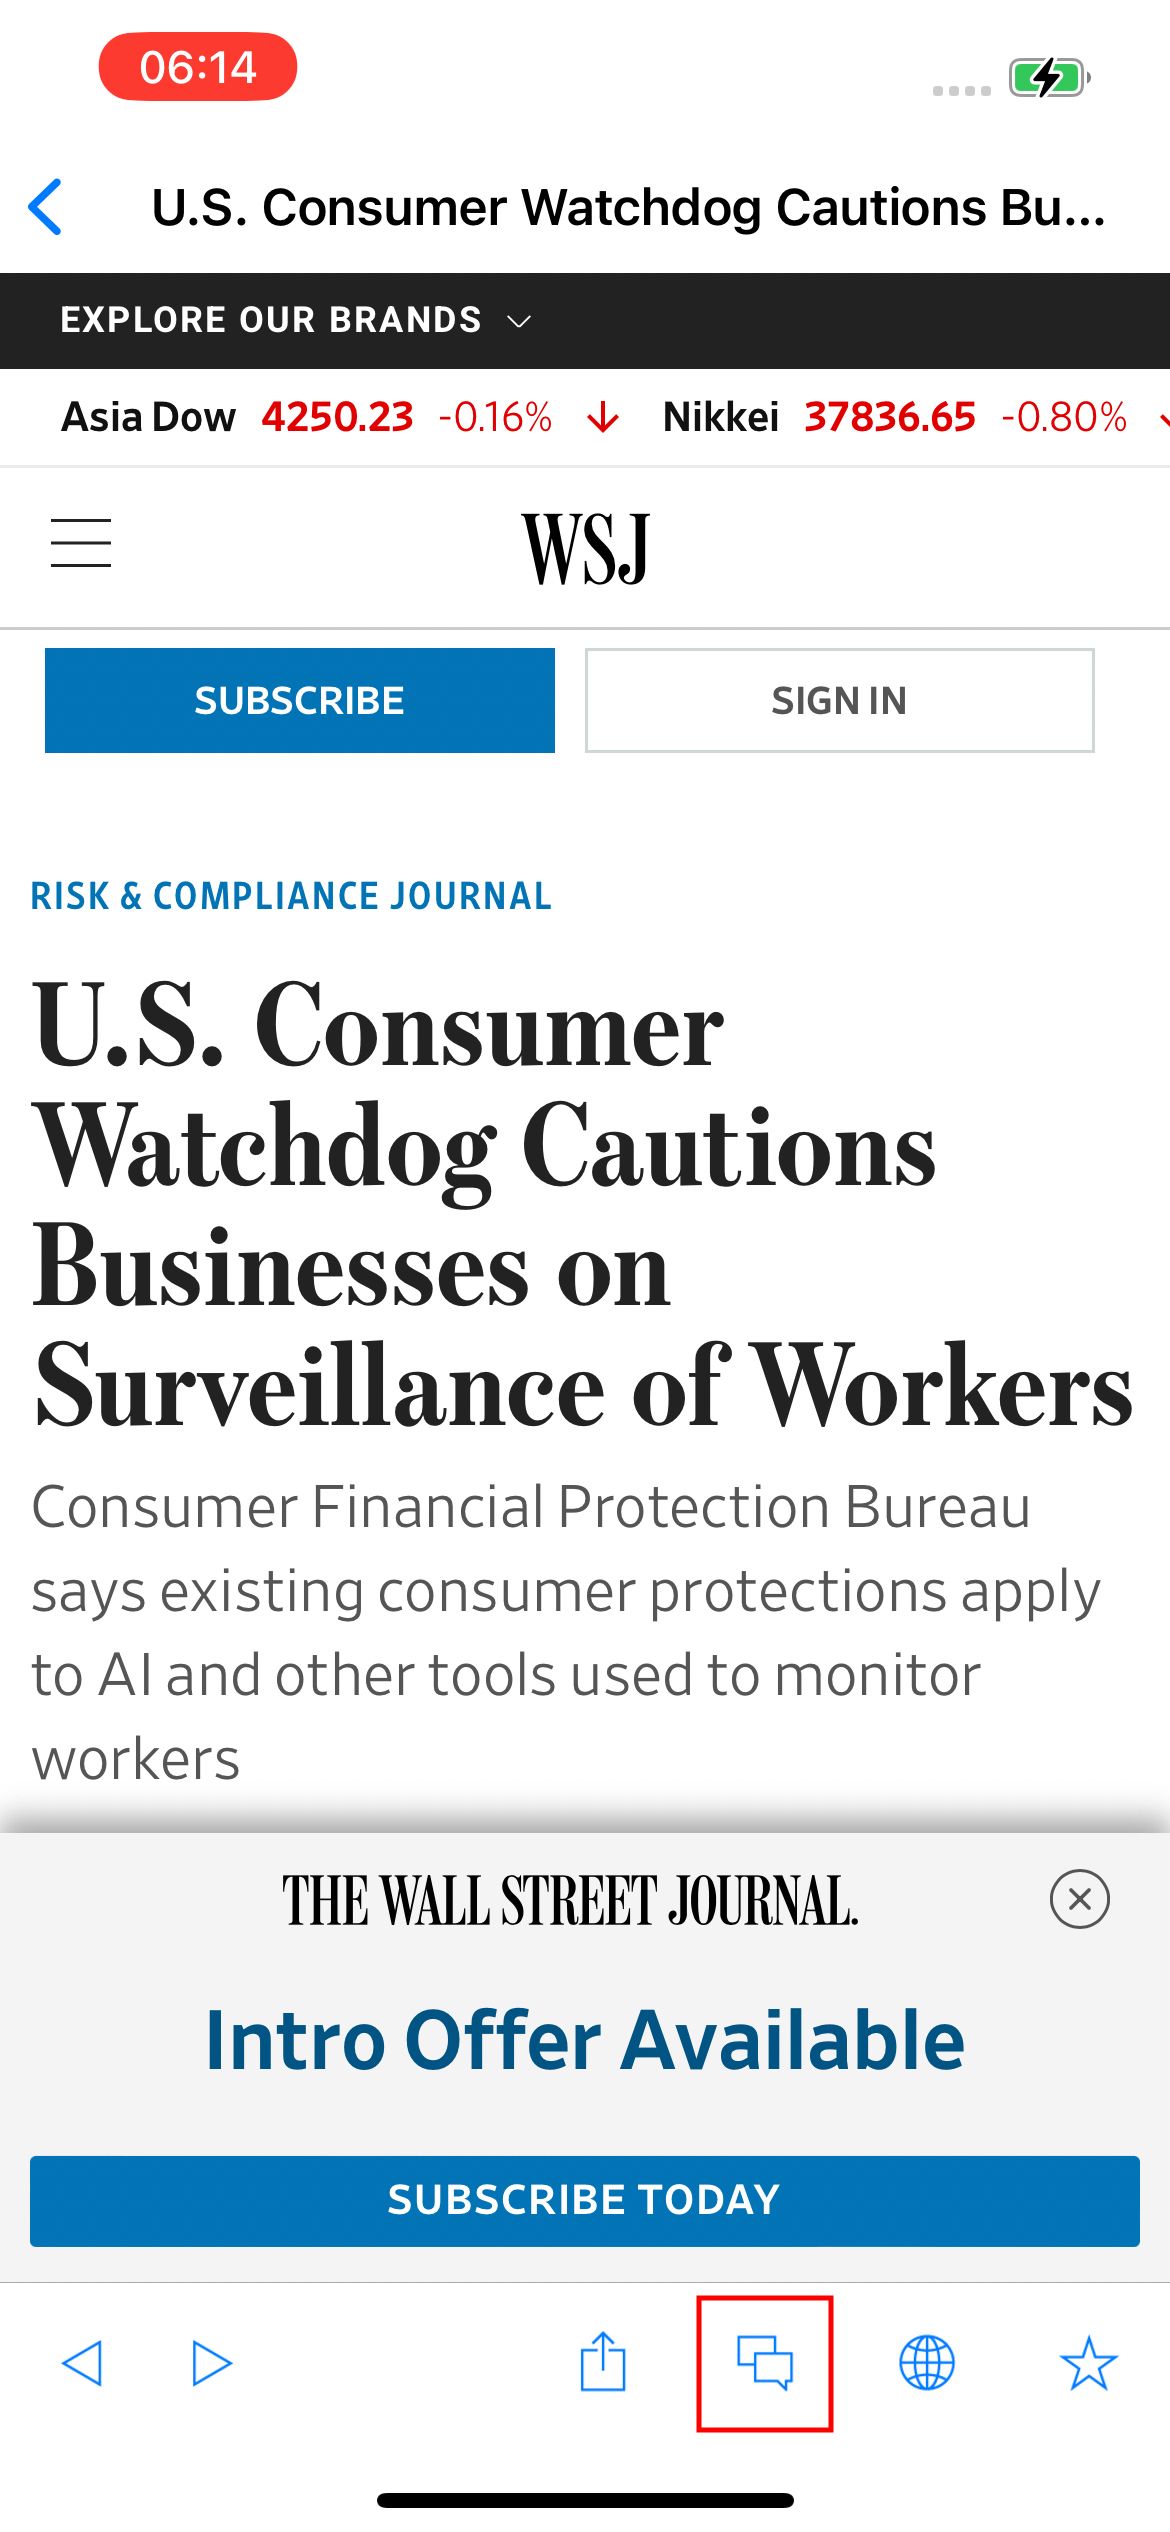 06:14
U.S. Consumer Watchdog Cautions Bu...
EXPLORE OUR BRANDS
Asia Dow 4250.23 -0.16% Nikkei 37836.65 -0.80%
WSJ
SUBSCRIBE SIGN IN
RISK & COMPLIANCE JOURNAL
U.S. Consumer
Watchdog Cautions
Businesses on
Surveillance of Workers
Consumer Financial Protection Bureau
says existing consumer protections apply
to AI and other tools used to monitor
workers
THE WALL STREET JOURNAL.
Intro Offer Available
SUBSCRIBE TODAY